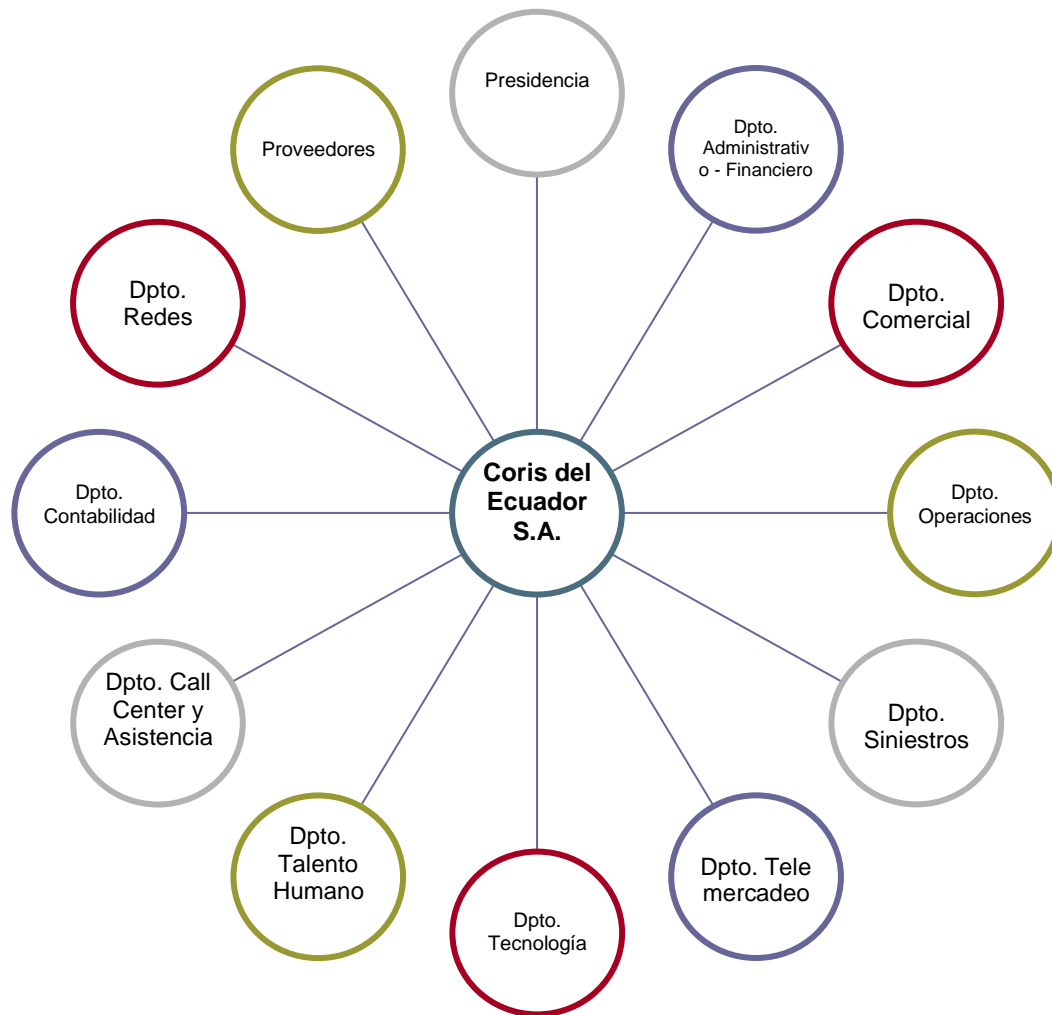 Presidencia
Dpto.
Administrativ
o - Financiero
Dpto.
Comercial
Dpto.
Operaciones
Dpto.
Siniestros
Dpto. Tele
mercadeo
Dpto.
Tecnología
Dpto.
Talento
Humano
Dpto. Call
Center y
Asistencia
Dpto.
Contabilidad
Dpto.
Redes
Proveedores
Coris del
Ecuador
S.A.